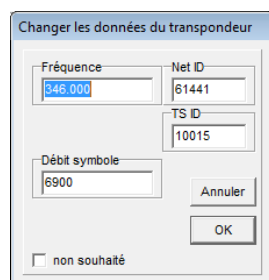 Changer les données du transpondeur
Fréquence
Net ID
346.000
61441
TS ID
10015
Débit symbole
6900
Annuler
OK
non souhaité